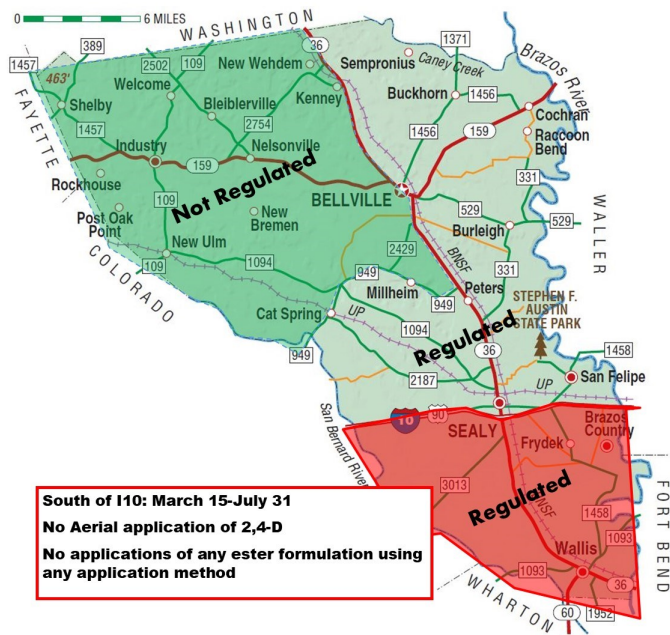 0
6 MILES
WASHINGTON
36
1371
389
1457
463'
2502
109
New Wehdem
Sempronius
Caney Creek
Brazos River
Welcome
Shelby
Bleiblerville
Kenney
Buckhorn
1456
Cochran
FAYETTE
1457
2754
1456
159
Raccoon
Bend
Industry
159
Nelsonville
Rockhouse
Not Regulated
BELLVILLE
331
WALLER
109
Post Oak
Point
New
Bremen
529
529
Burleigh
COLORADO
New Ulm
2429
BNSF
109
1094
949
331
Millheim
949
Peters
STEPHEN F.
AUSTIN
STATE PARK
Cat Spring
UP
1094
Regulated
36
949
2187
1458
UP
San Felipe
San Bernard River
10
90
SEALY
Brazos
Country
Frydek
3013
Regulated
BNSF
1458
FORT BEND
1093
Wallis
1093
36
WHARTON
60
1952
South of I10: March 15-July 31
No Aerial application of 2,4-D
No applications of any ester formulation using
any application method